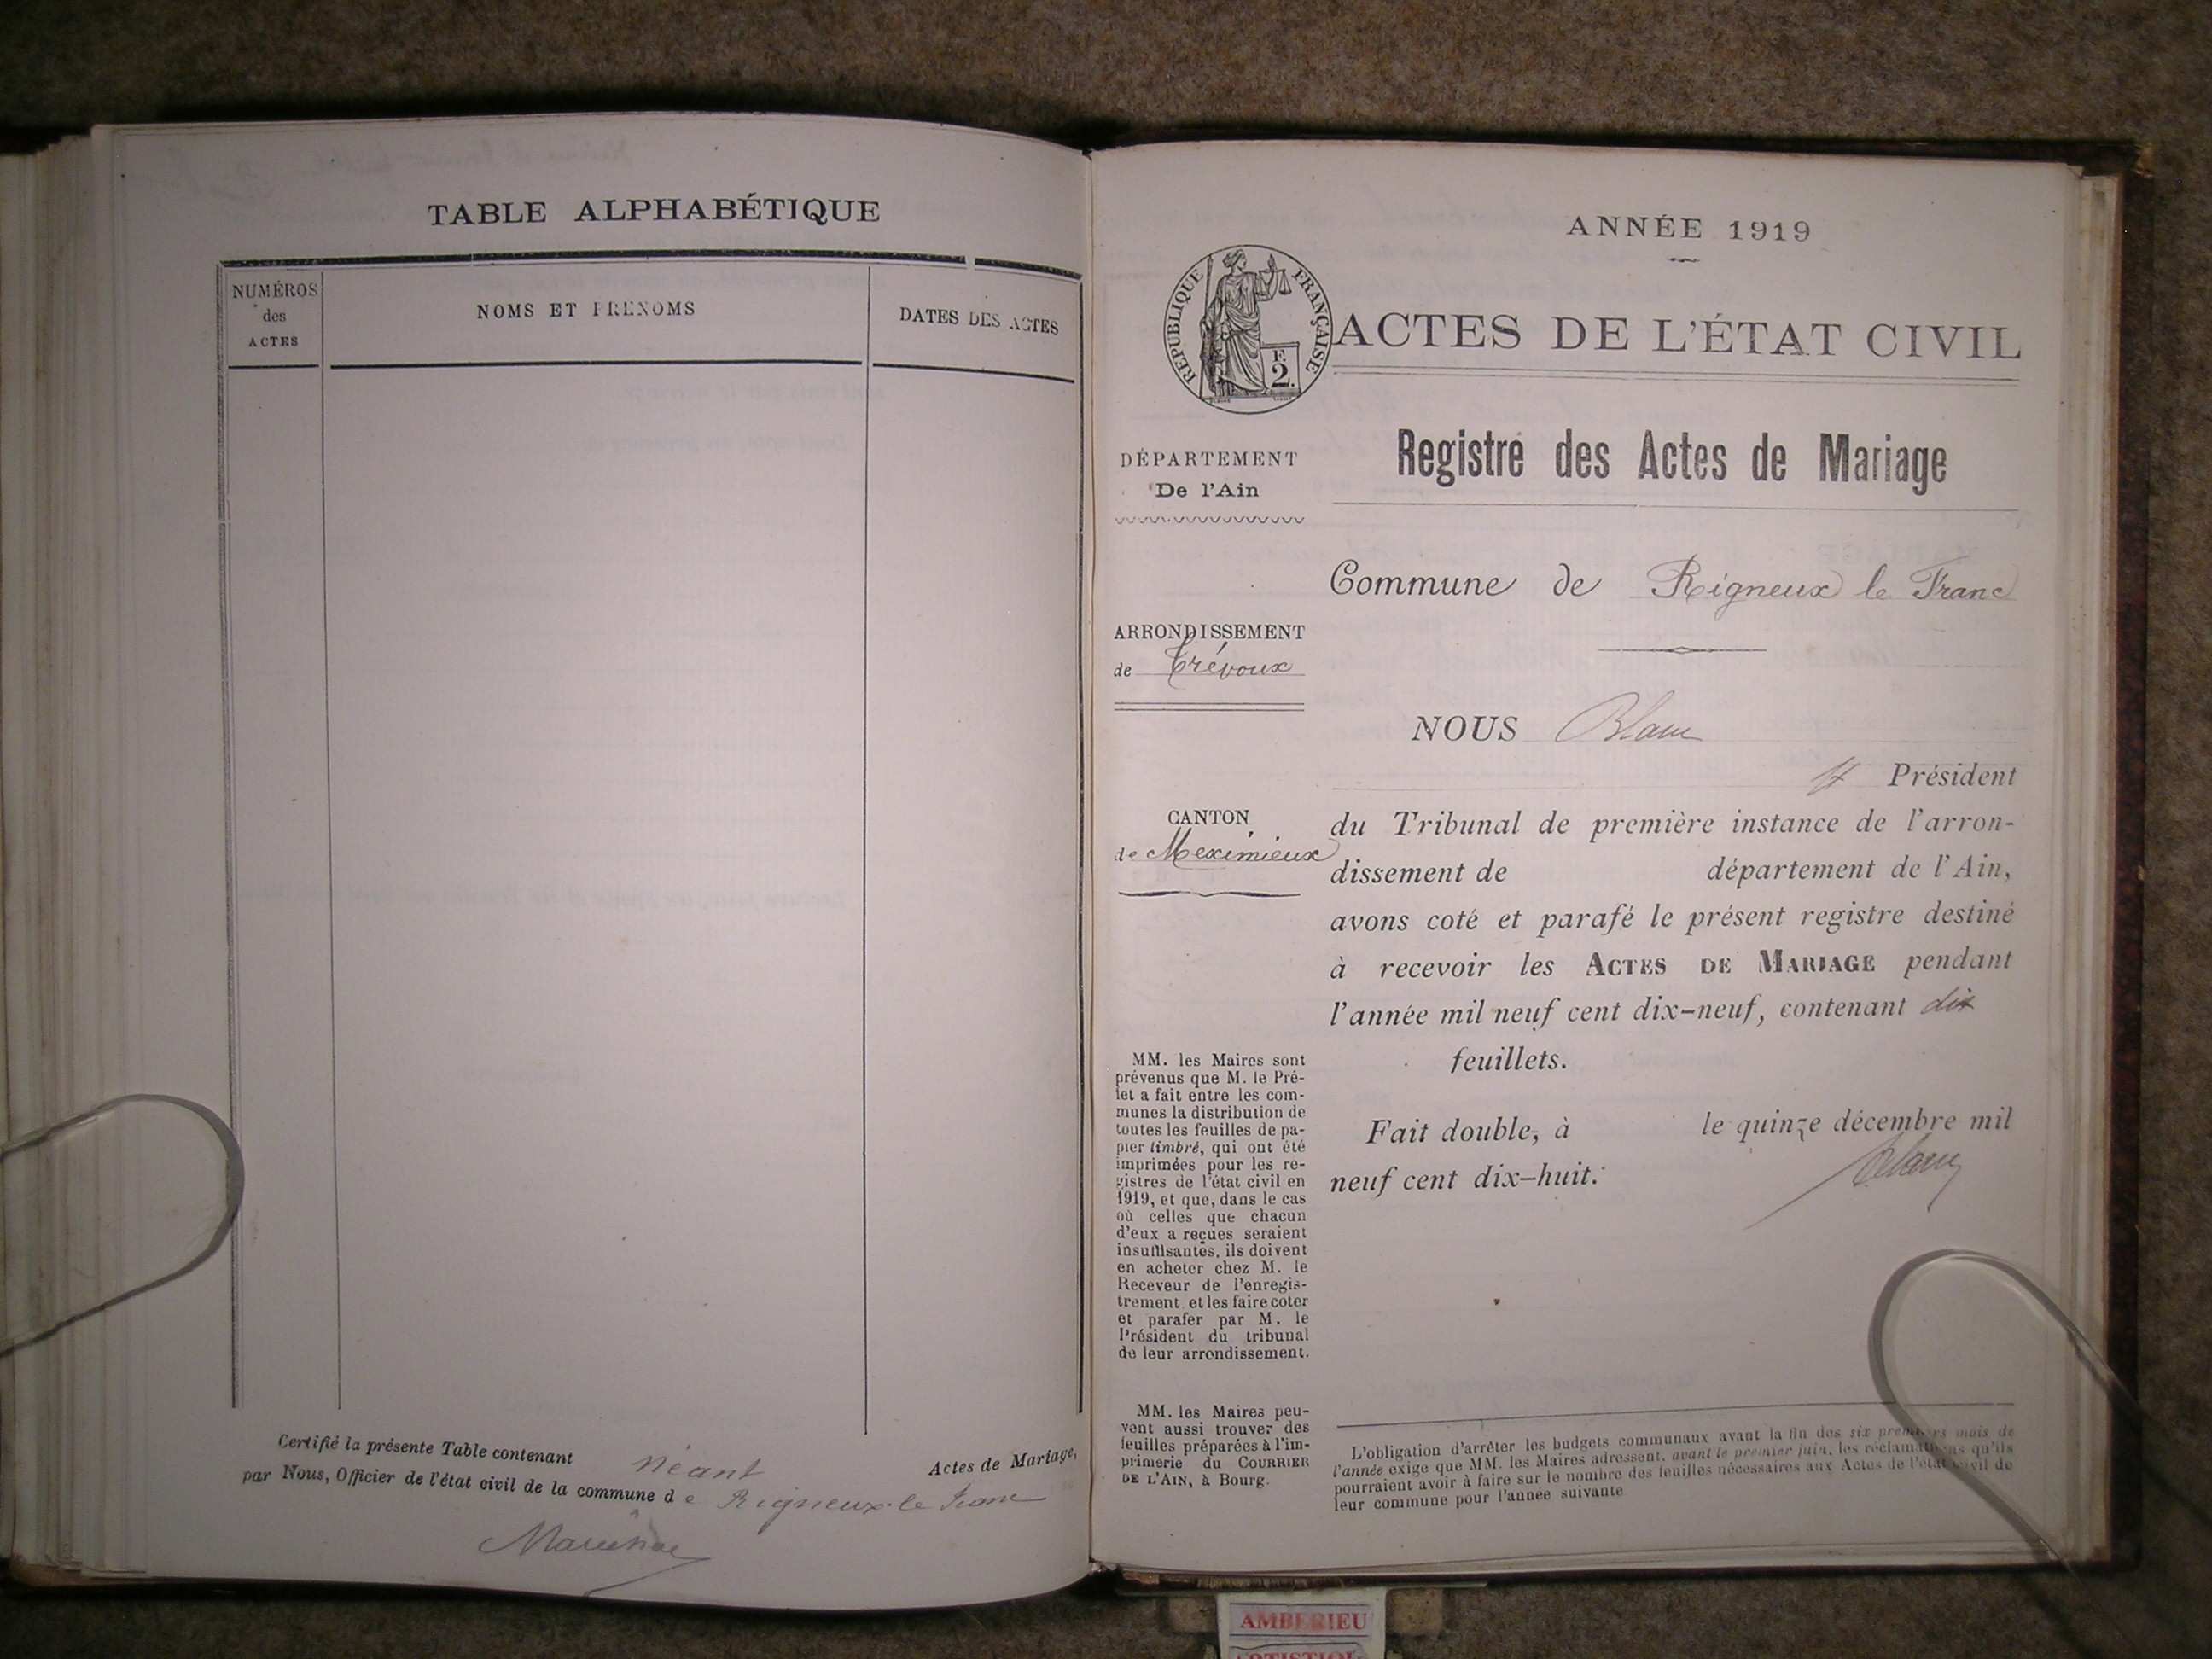 TABLE ALPHABÉTIQUE
NUMÉROS
des
ACTES
NOMS ET PRÉNOMS
DATES DES ACTES
Certifié la présente Table contenant néant Actes de Mariage,
par Nous, Officier de l'état civil de la commune de Rigneux-le Franc
ANNÉE 1919
RÉPUBLIQUE FRANÇAISE
F.
2.
ACTES DE L'ÉTAT CIVIL
DÉPARTEMENT
De l'Ain
ARRONDISSEMENT
de Trévoux
CANTON
de Meximieux
MM. les Maires sont
prévenus que M. le Pré-
fet a fait entre les com-
munes la distribution de
toutes les feuilles de pa-
pier timbré, qui ont été
imprimées pour les re-
gistres de l'état civil en
1919, et que, dans le cas
où celles que chacun
d'eux a reçues seraient
insuffisantes, ils doivent
en acheter chez M. le
Receveur de l'enregis-
trement et les faire coter
et parafer par M. le
Président du tribunal
de leur arrondissement.
MM. les Maires peu-
vent aussi trouver des
feuilles préparées à l'im-
primerie du COURRIER
DE L'AIN, à Bourg.
Registre des Actes de Mariage
Commune de Rigneux le Franc
NOUS Blanc
Président
du Tribunal de première instance de l'arron-
dissement de département de l'Ain,
avons coté et parafé le présent registre destiné
à recevoir les ACTES DE MARIAGE pendant
l'année mil neuf cent dix-neuf, contenant dix
feuillets.
Fait double, à le quinze décembre mil
neuf cent dix-huit.
Blanc
L'obligation d'arrêter les budgets communaux avant la fin des six premiers mois de
l'année exige que MM. les Maires adressent, avant le premier juin, les réclamations qu'ils
pourraient avoir à faire sur le nombre des feuilles nécessaires aux Actes de l'état civil de
leur commune pour l'année suivante
AMBERIEU